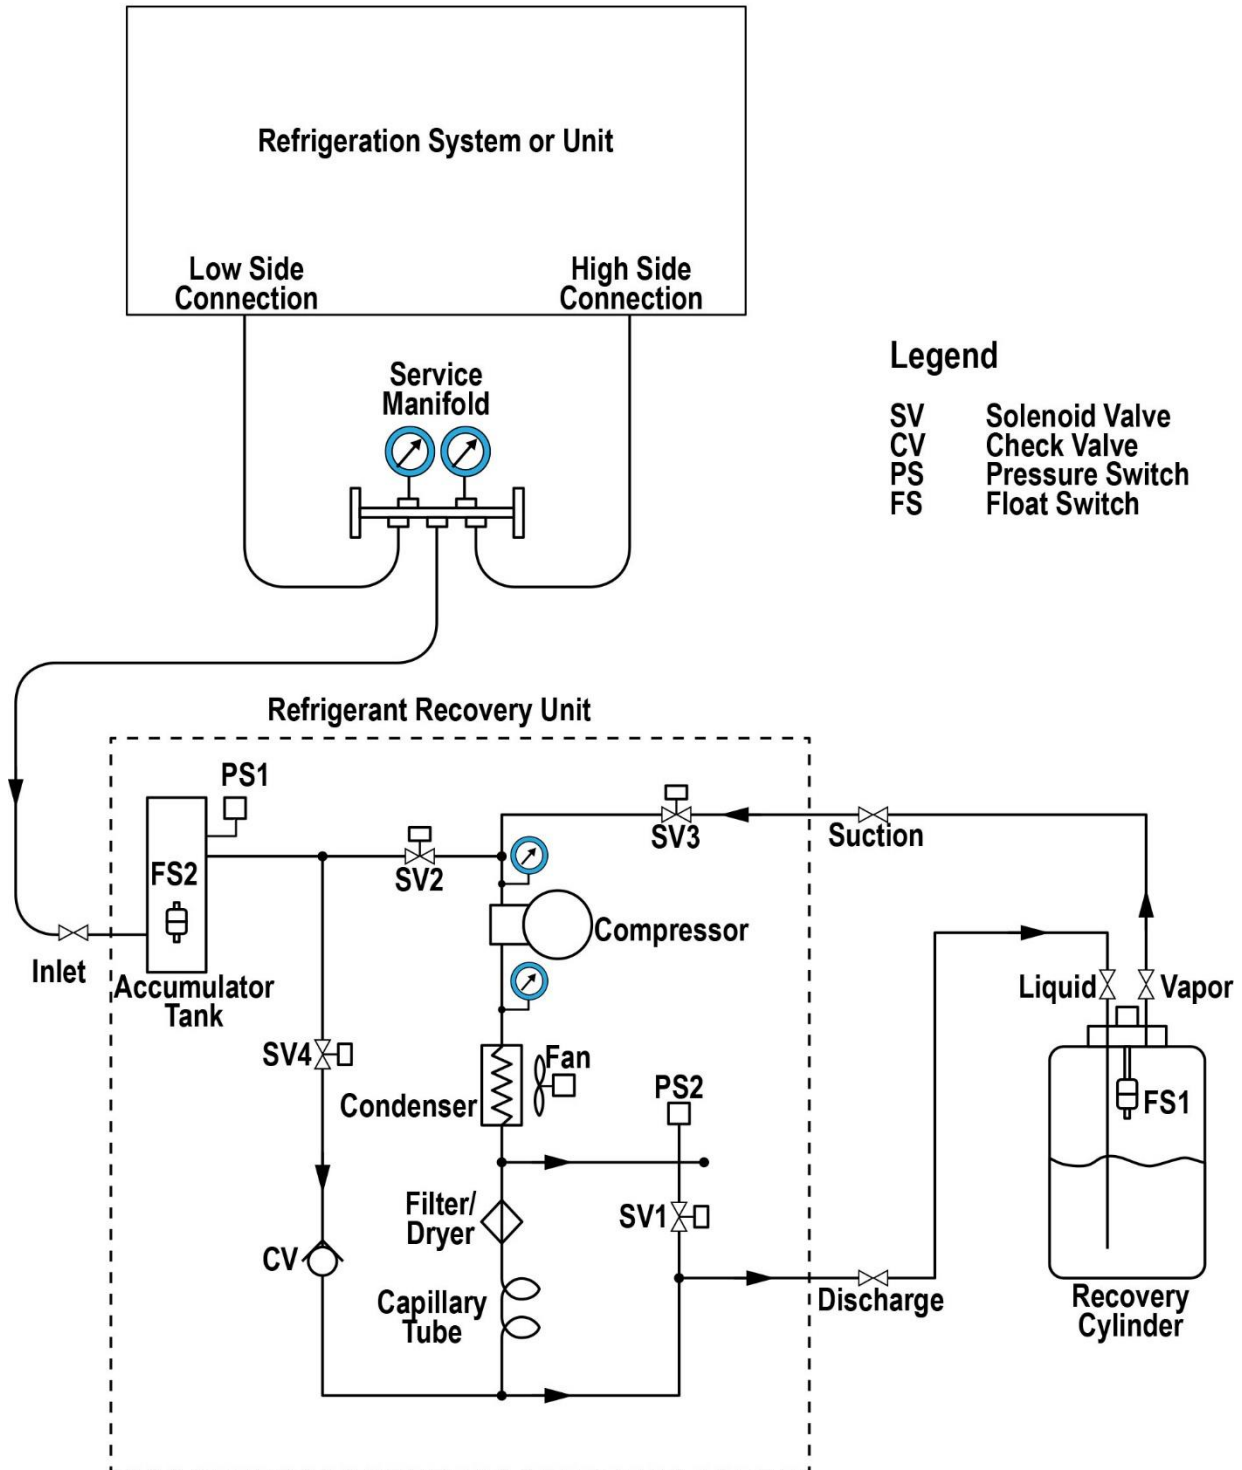 Refrigeration System or Unit
Low Side
Connection
High Side
Connection
Service
Manifold
Legend
SV Solenoid Valve
CV Check Valve
PS Pressure Switch
FS Float Switch
Refrigerant Recovery Unit
PS1
FS2
SV2
SV3
Suction
Compressor
Inlet
Accumulator
Tank
Liquid
Vapor
SV4
Fan
Condenser
PS2
FS1
Filter/
Dryer
SV1
CV
Capillary
Tube
Discharge
Recovery
Cylinder